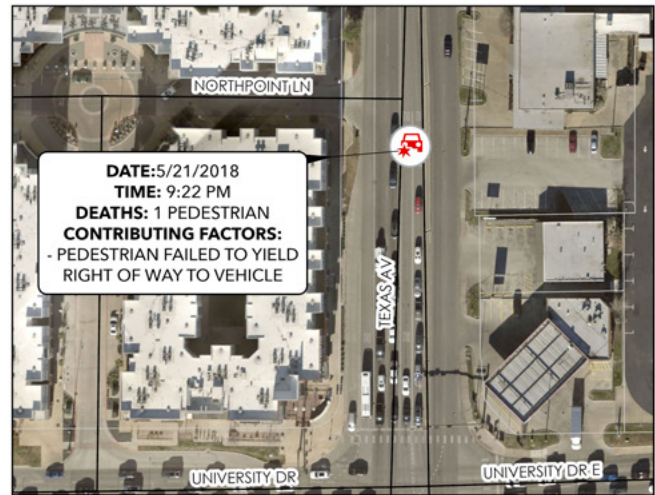 NORTHPOINT LN
DATE:5/21/2018
TIME: 9:22 PM
DEATHS: 1 PEDESTRIAN
CONTRIBUTING FACTORS:
- PEDESTRIAN FAILED TO YIELD
RIGHT OF WAY TO VEHICLE
TEXAS AV
UNIVERSITY DR
UNIVERSITY DR E